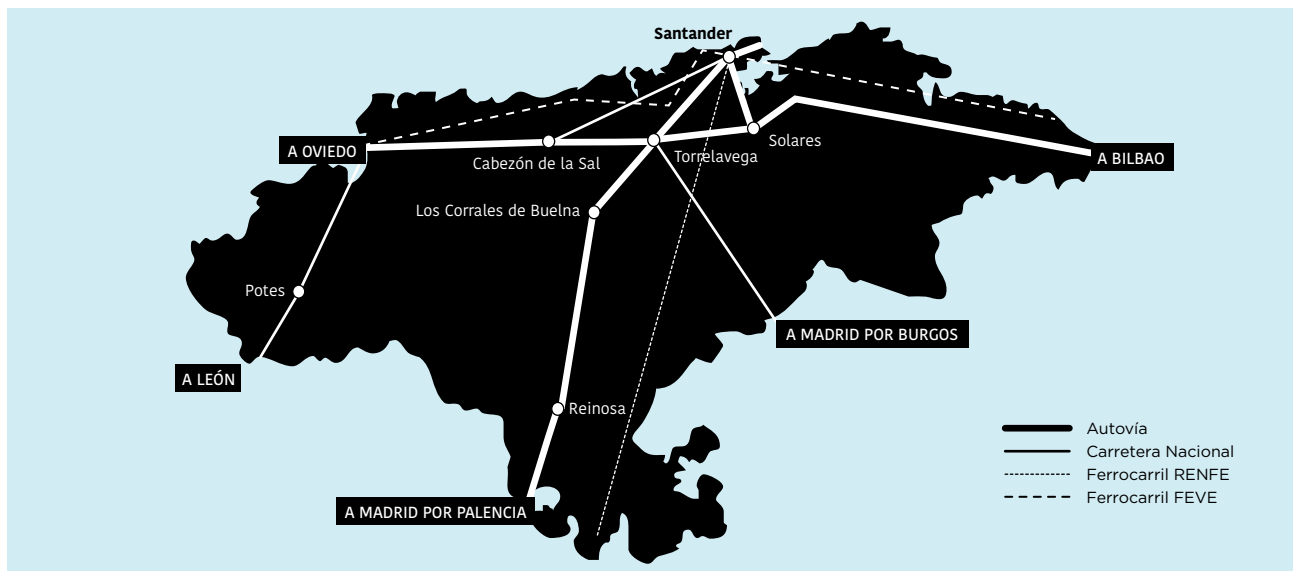 Santander
A OVIEDO
Cabezón de la Sal
Torrelavega
Solares
A BILBAO
Los Corrales de Buelna
Potes
A MADRID POR BURGOS
A LEÓN
Reinosa
A MADRID POR PALENCIA
Autovía
Carretera Nacional
Ferrocarril RENFE
Ferrocarril FEVE